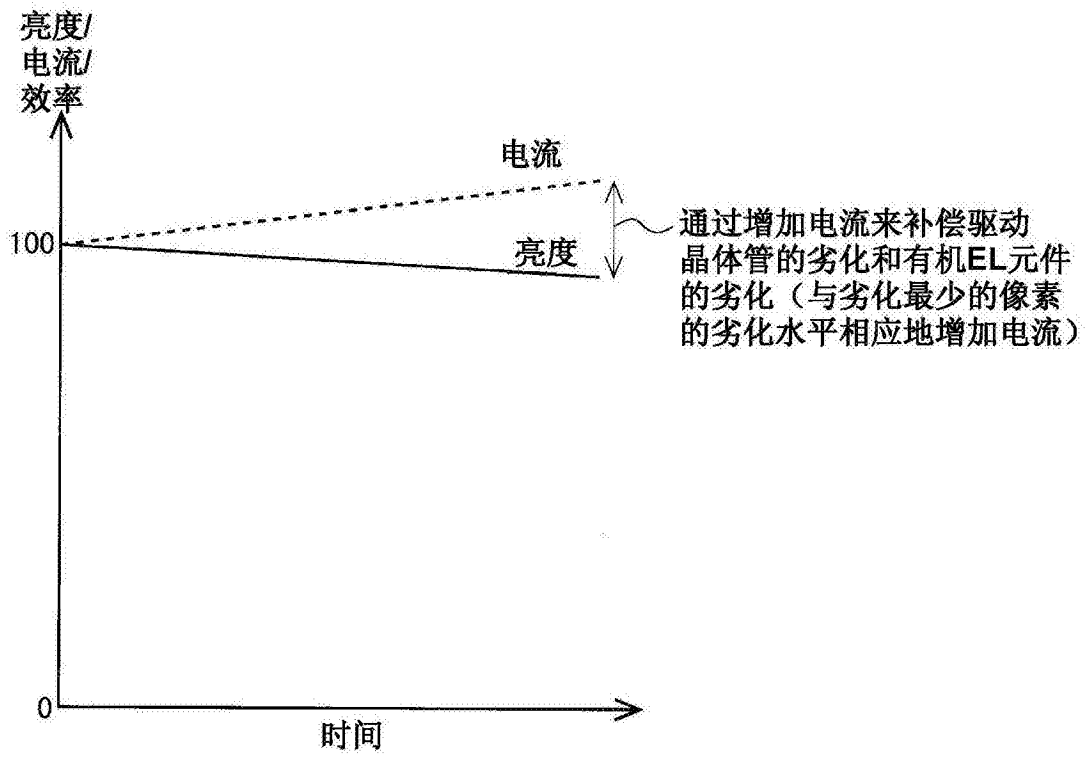 亮度/
电流/
效率
电流
100
亮度
通过增加电流来补偿驱动
晶体管的劣化和有机EL元件
的劣化（与劣化最少的像素
的劣化水平相应地增加电流）
0
时间